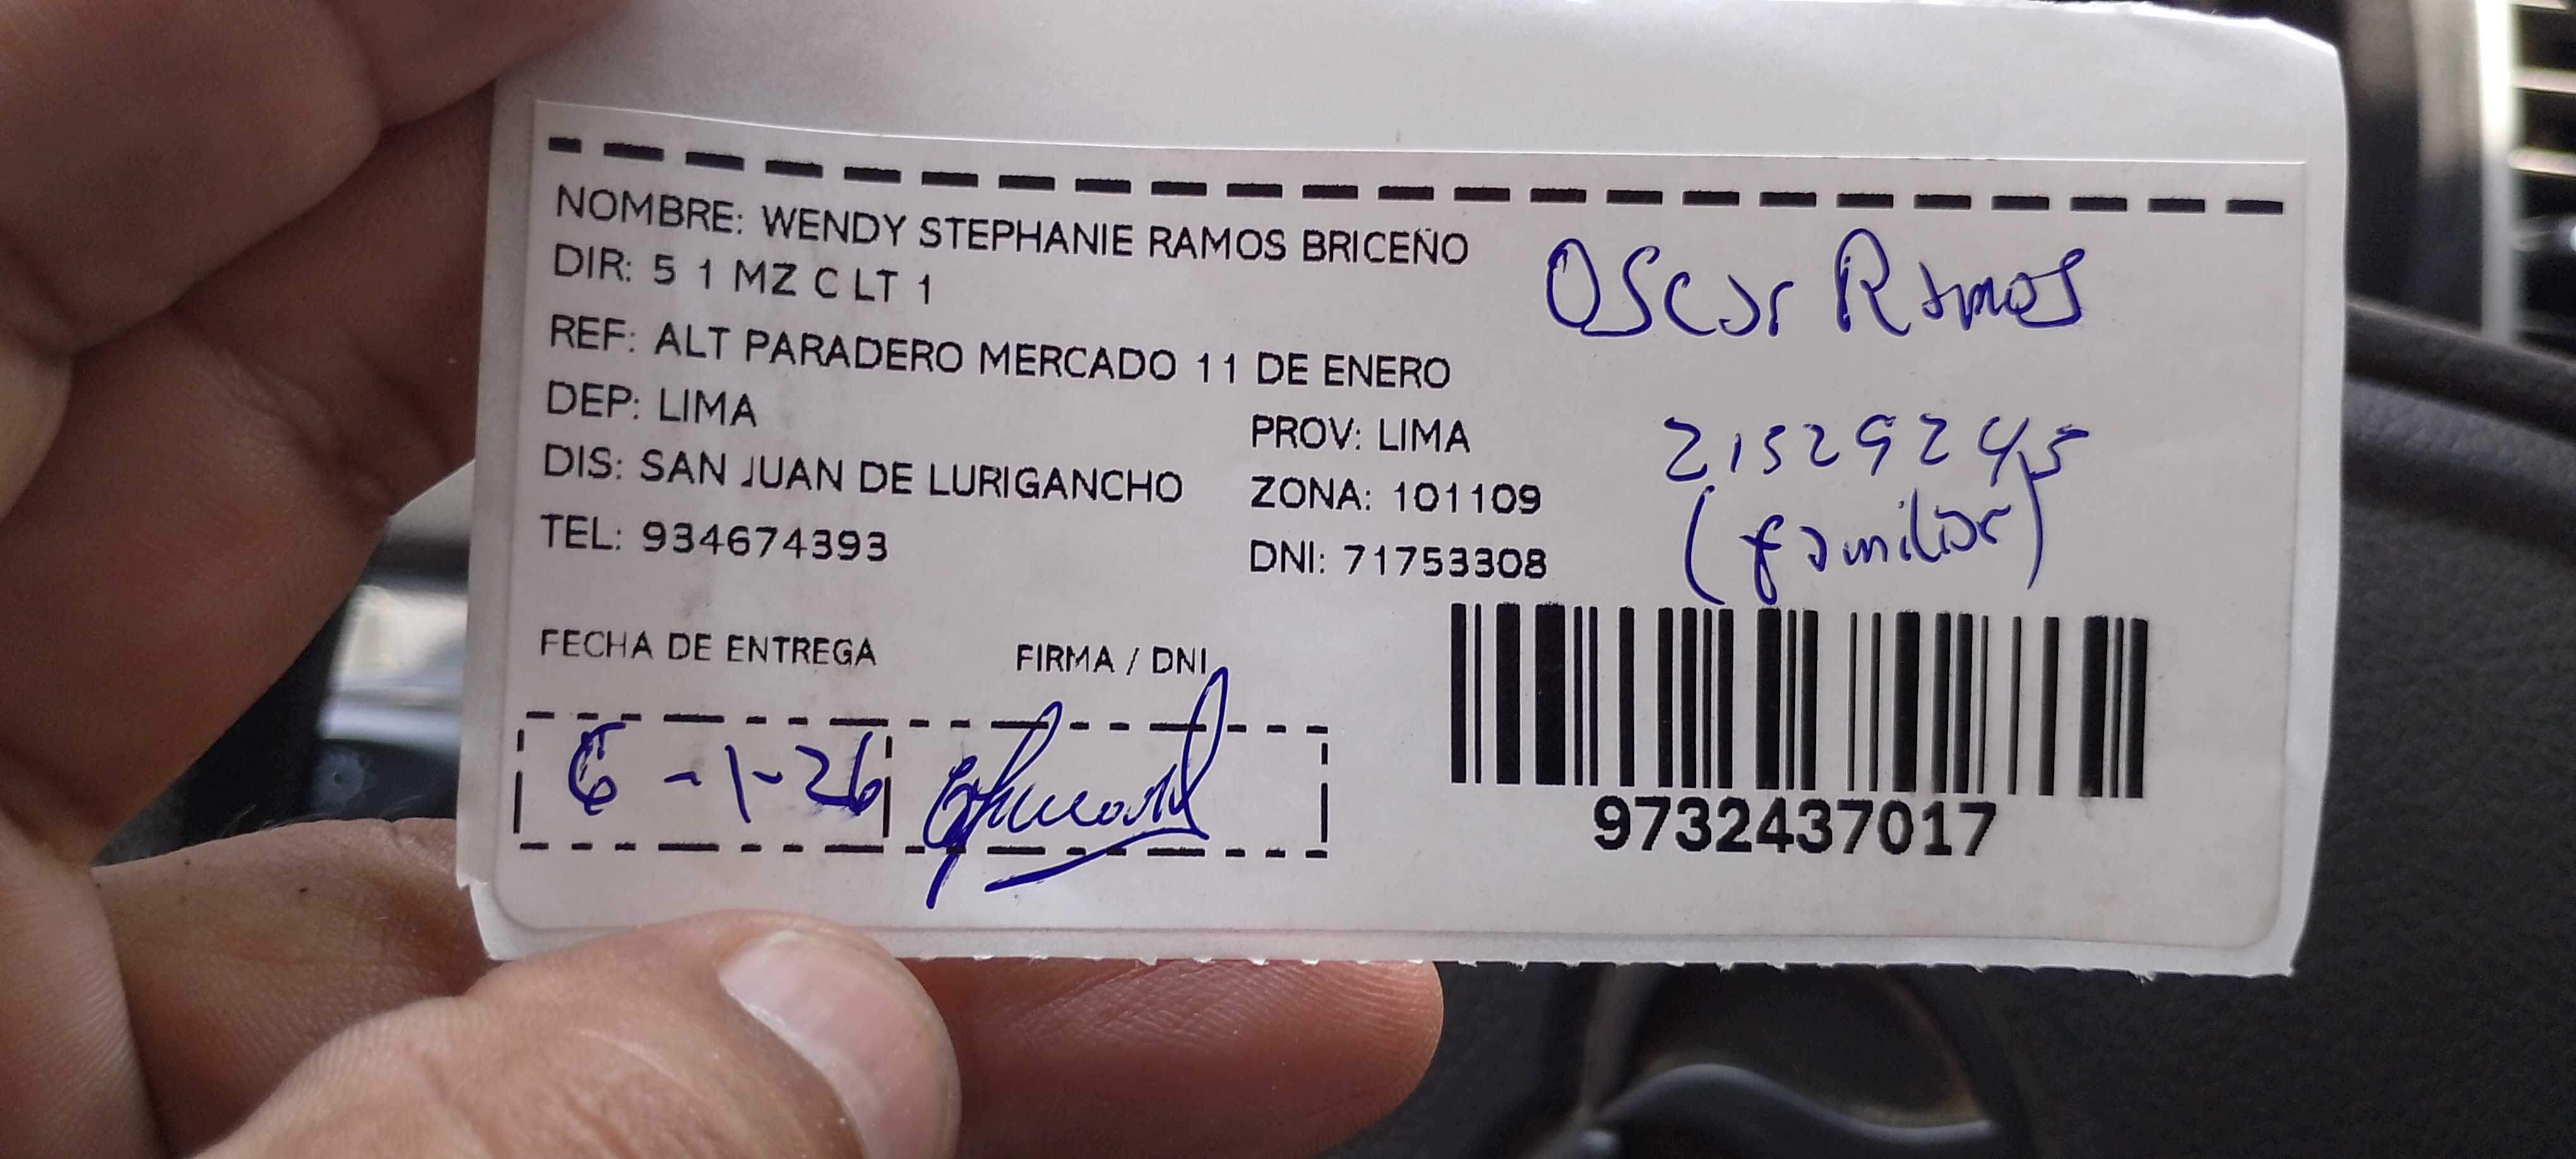 NOMBRE: WENDY STEPHANIE RAMOS BRICEÑO
DIR: 5 1 MZ C LT 1
REF: ALT PARADERO MERCADO 11 DE ENERO
DEP: LIMA
PROV: LIMA
DIS: SAN JUAN DE LURIGANCHO
ZONA: 101109
TEL: 934674393
DNI: 71753308
Oscar Ramos
21529245
(familiar)
FECHA DE ENTREGA
FIRMA / DNI
6-1-26
9732437017